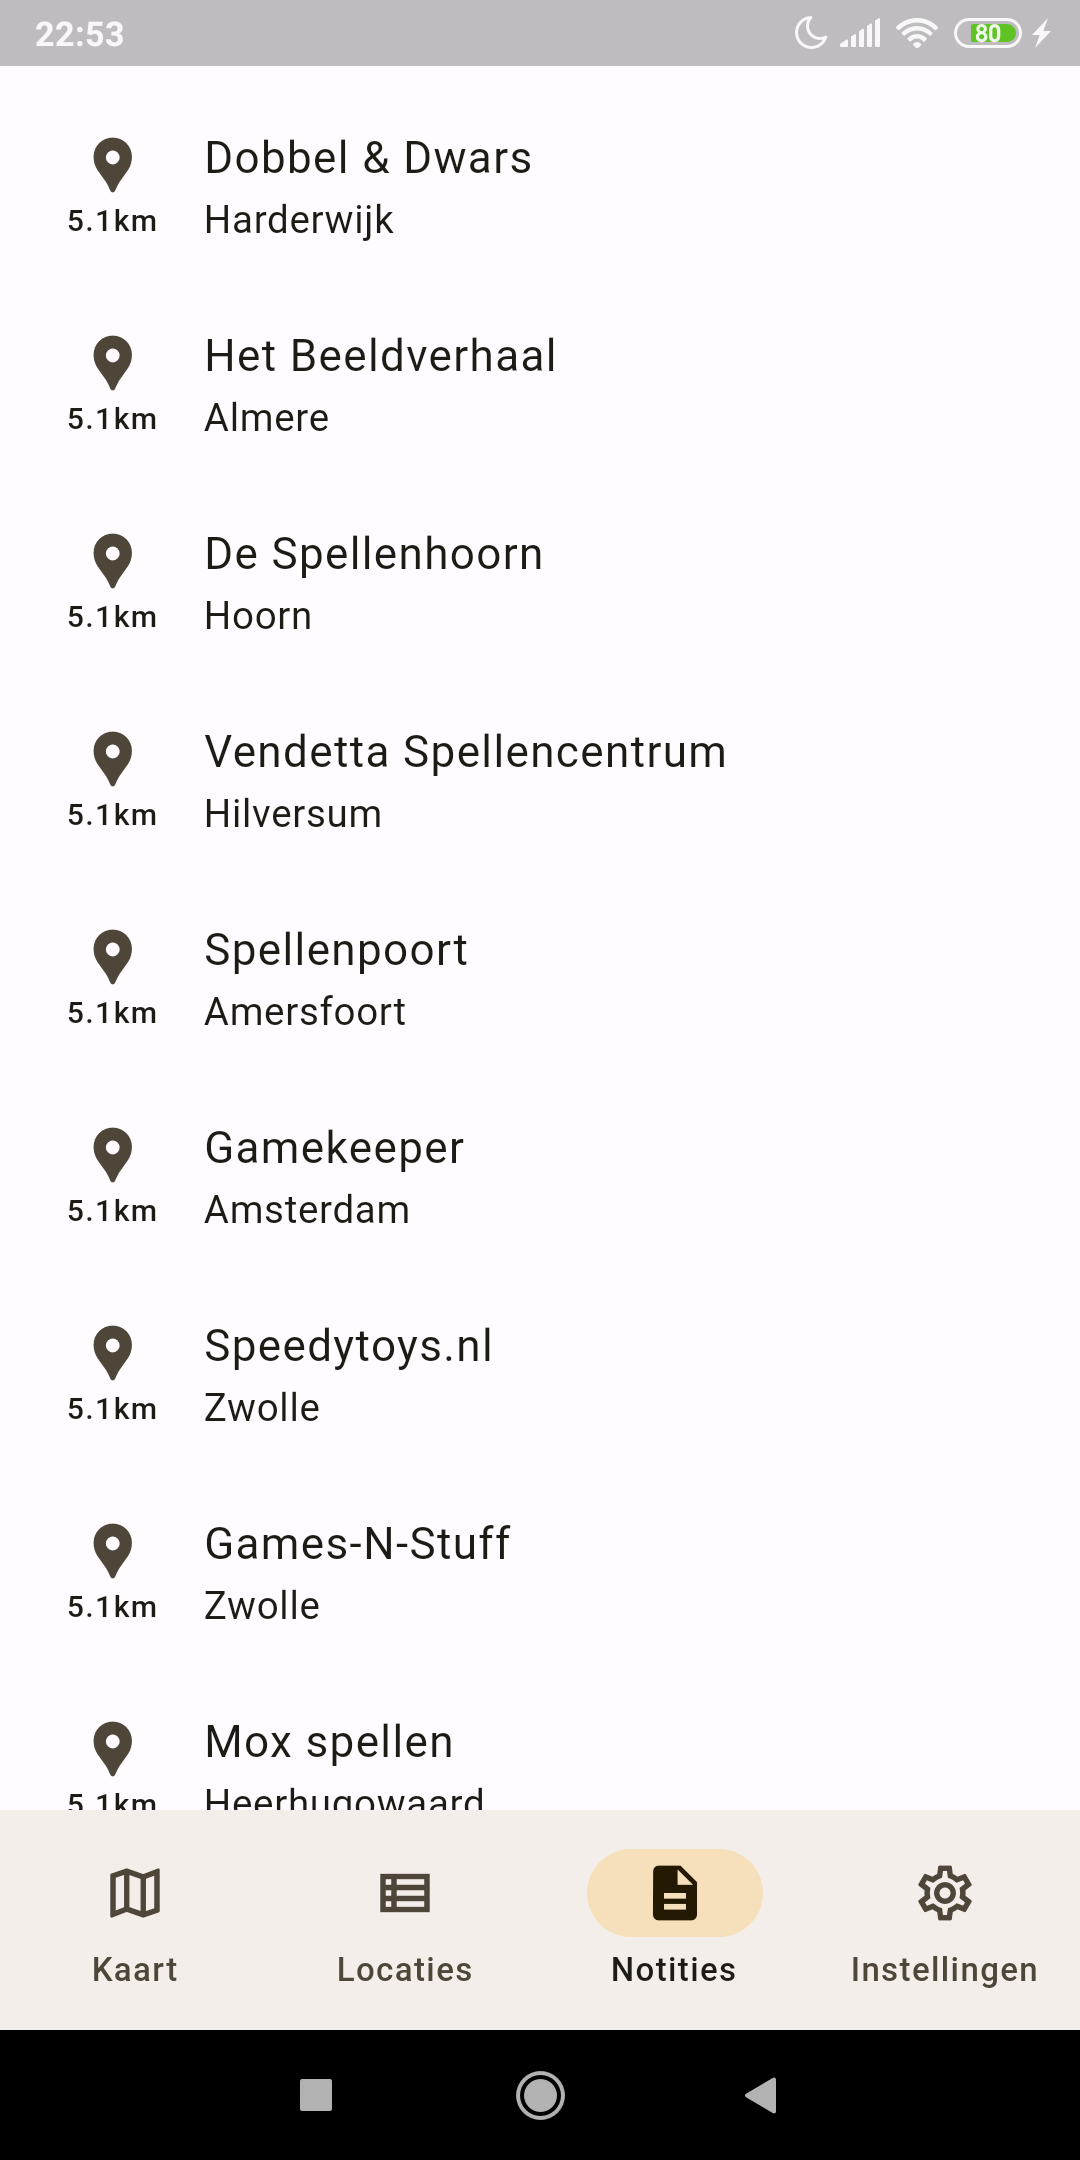 22:53
80
Dobbel & Dwars
5.1km Harderwijk
Het Beeldverhaal
5.1km Almere
De Spellenhoorn
5.1km Hoorn
Vendetta Spellencentrum
5.1km Hilversum
Spellenpoort
5.1km Amersfoort
Gamekeeper
5.1km Amsterdam
Speedytoys.nl
5.1km Zwolle
Games-N-Stuff
5.1km Zwolle
Mox spellen
5.1km Heerhugowaard
Kaart Locaties Notities Instellingen